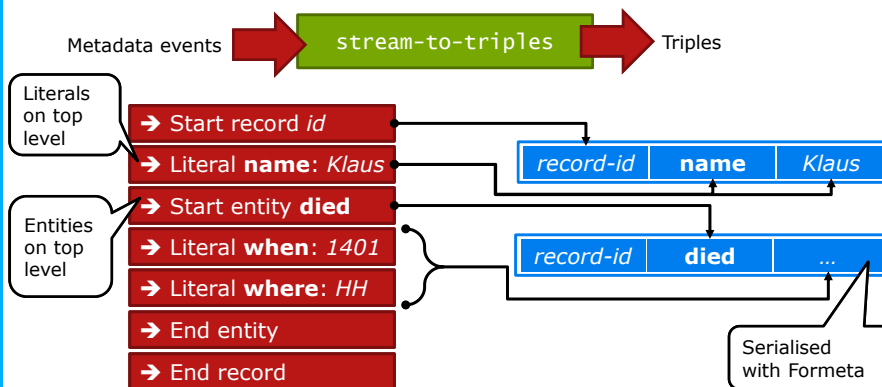 Metadata events
stream-to-triples
Triples
Literals
on top
level
➔ Start record id
➔ Literal name: Klaus
➔ Start entity died
➔ Literal when: 1401
➔ Literal where: HH
➔ End entity
➔ End record
Entities
on top
level
record-id name Klaus
record-id died ...
Serialised
with Formeta